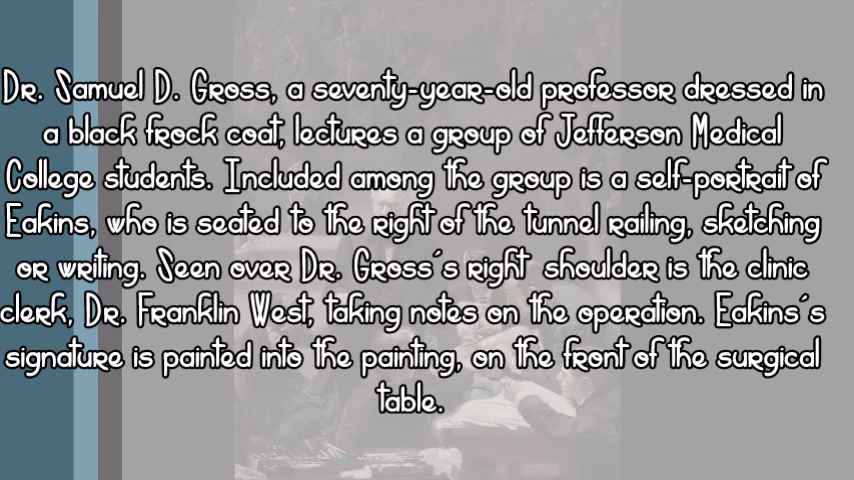 Dr. Samuel D. Gross, a seventy-year-old professor dressed in
a black frock coat, lectures a group of Jefferson Medical
College students. Included among the group is a self-portrait of
Eakins, who is seated to the right of the tunnel railing, sketching
or writing. Seen over Dr. Gross's right shoulder is the clinic
clerk, Dr. Franklin West, taking notes on the operation. Eakins's
signature is painted into the painting, on the front of the surgical
table.